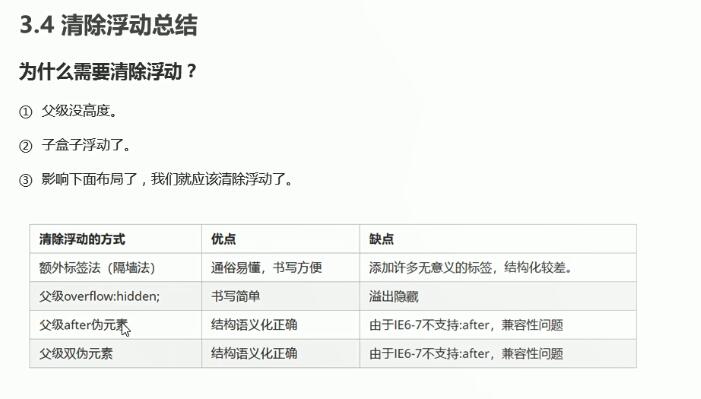 3.4 清除浮动总结
为什么需要清除浮动？
① 父级没高度。
② 子盒子浮动了。
③ 影响下面布局了，我们就应该清除浮动了。
清除浮动的方式 优点 缺点
额外标签法（隔墙法） 通俗易懂，书写方便 添加许多无意义的标签，结构化较差。
父级overflow:hidden; 书写简单 溢出隐藏
父级after伪元素 结构语义化正确 由于IE6-7不支持:after，兼容性问题
父级双伪元素 结构语义化正确 由于IE6-7不支持:after，兼容性问题